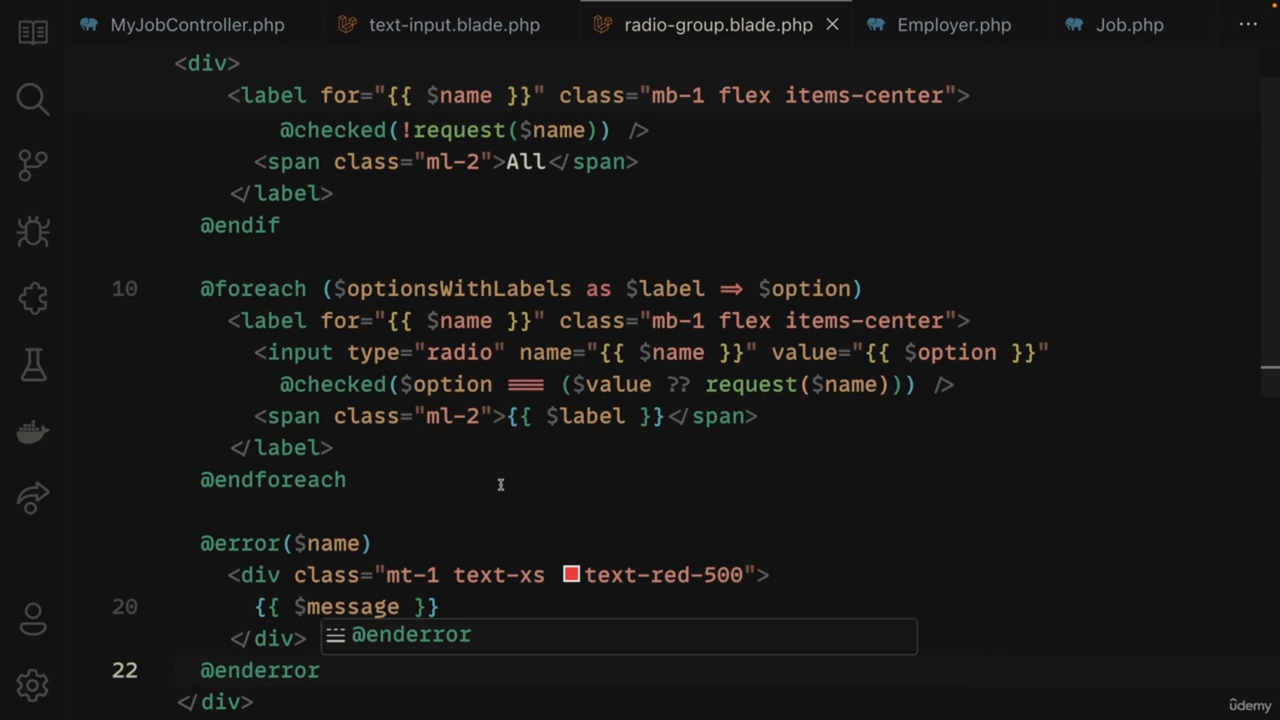 MyJobController.php text-input.blade.php radio-group.blade.php Employer.php Job.php ...
<div>
<label for="{{ $name }}" class="mb-1 flex items-center">
@checked(!request($name)) />
<span class="ml-2">All</span>
</label>
@endif
10 @foreach ($optionsWithLabels as $label => $option)
<label for="{{ $name }}" class="mb-1 flex items-center">
<input type="radio" name="{{ $name }}" value="{{ $option }}"
@checked($option === ($value ?? request($name))) />
<span class="ml-2">{{ $label }}</span>
</label>
@endforeach
@error($name)
<div class="mt-1 text-xs text-red-500">
20 {{ $message }}
</div> @enderror
22 @enderror
</div>
ûdemy